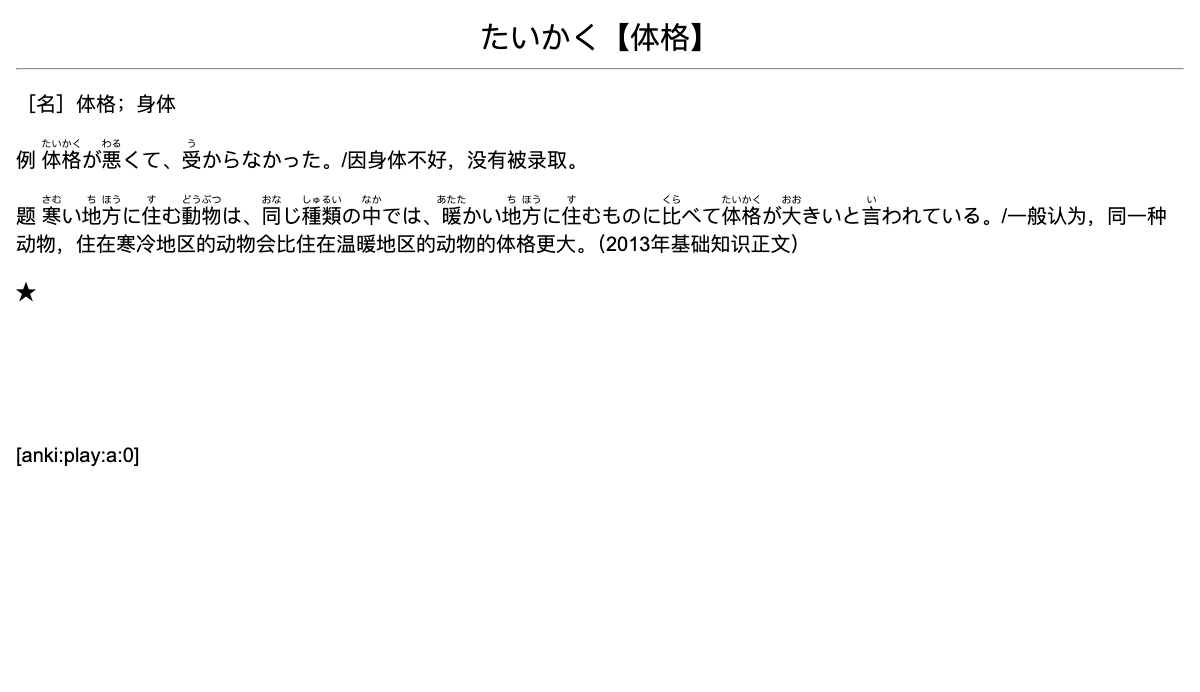 たいかく【体格】
［名］体格；身体
たいかく わる う
例 体格が悪くて、受からなかった。/因身体不好，没有被录取。
さむ ち ほう す どうぶつ おな しゅるい なか あたた ち ほう す くら たいかく おお い
题 寒い地方に住む動物は、同じ種類の中では、暖かい地方に住むものに比べて体格が大きいと言われている。/一般认为，同一种
动物，住在寒冷地区的动物会比住在温暖地区的动物的体格更大。（2013年基础知识正文）
★
[anki:play:a:0]